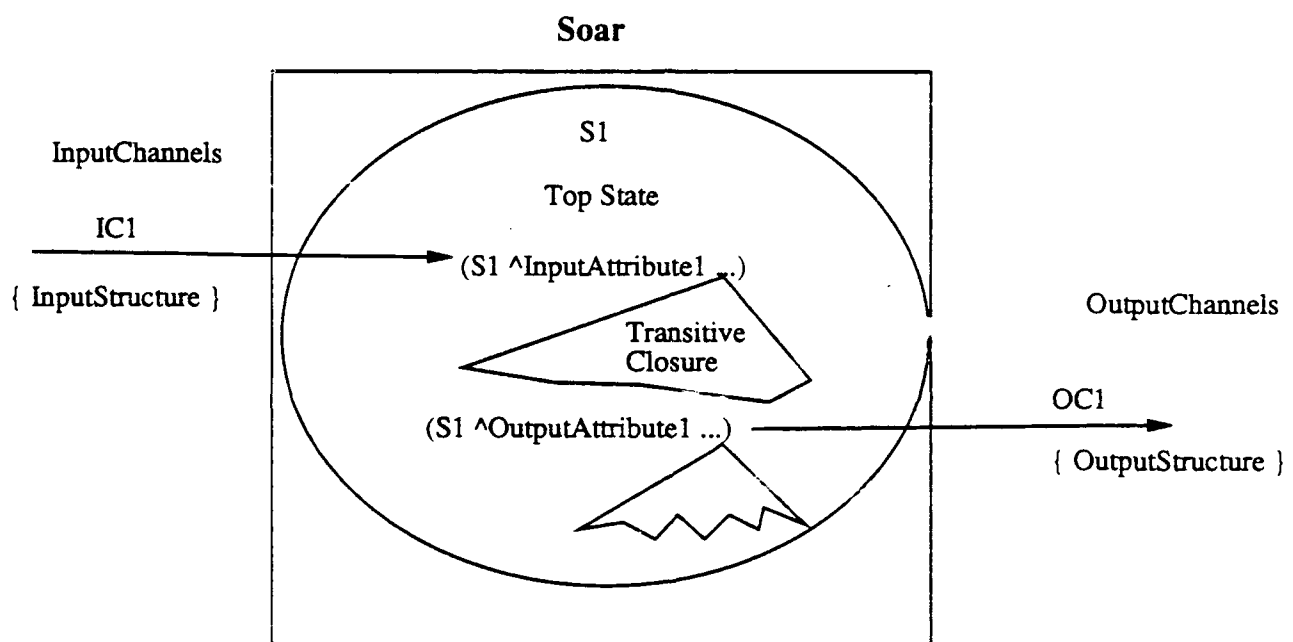 Soar
S1
InputChannels
Top State
IC1
(S1 ^InputAttribute1 ...)
{ InputStructure }
OutputChannels
Transitive
Closure
OC1
(S1 ^OutputAttribute1 ...)
{ OutputStructure }